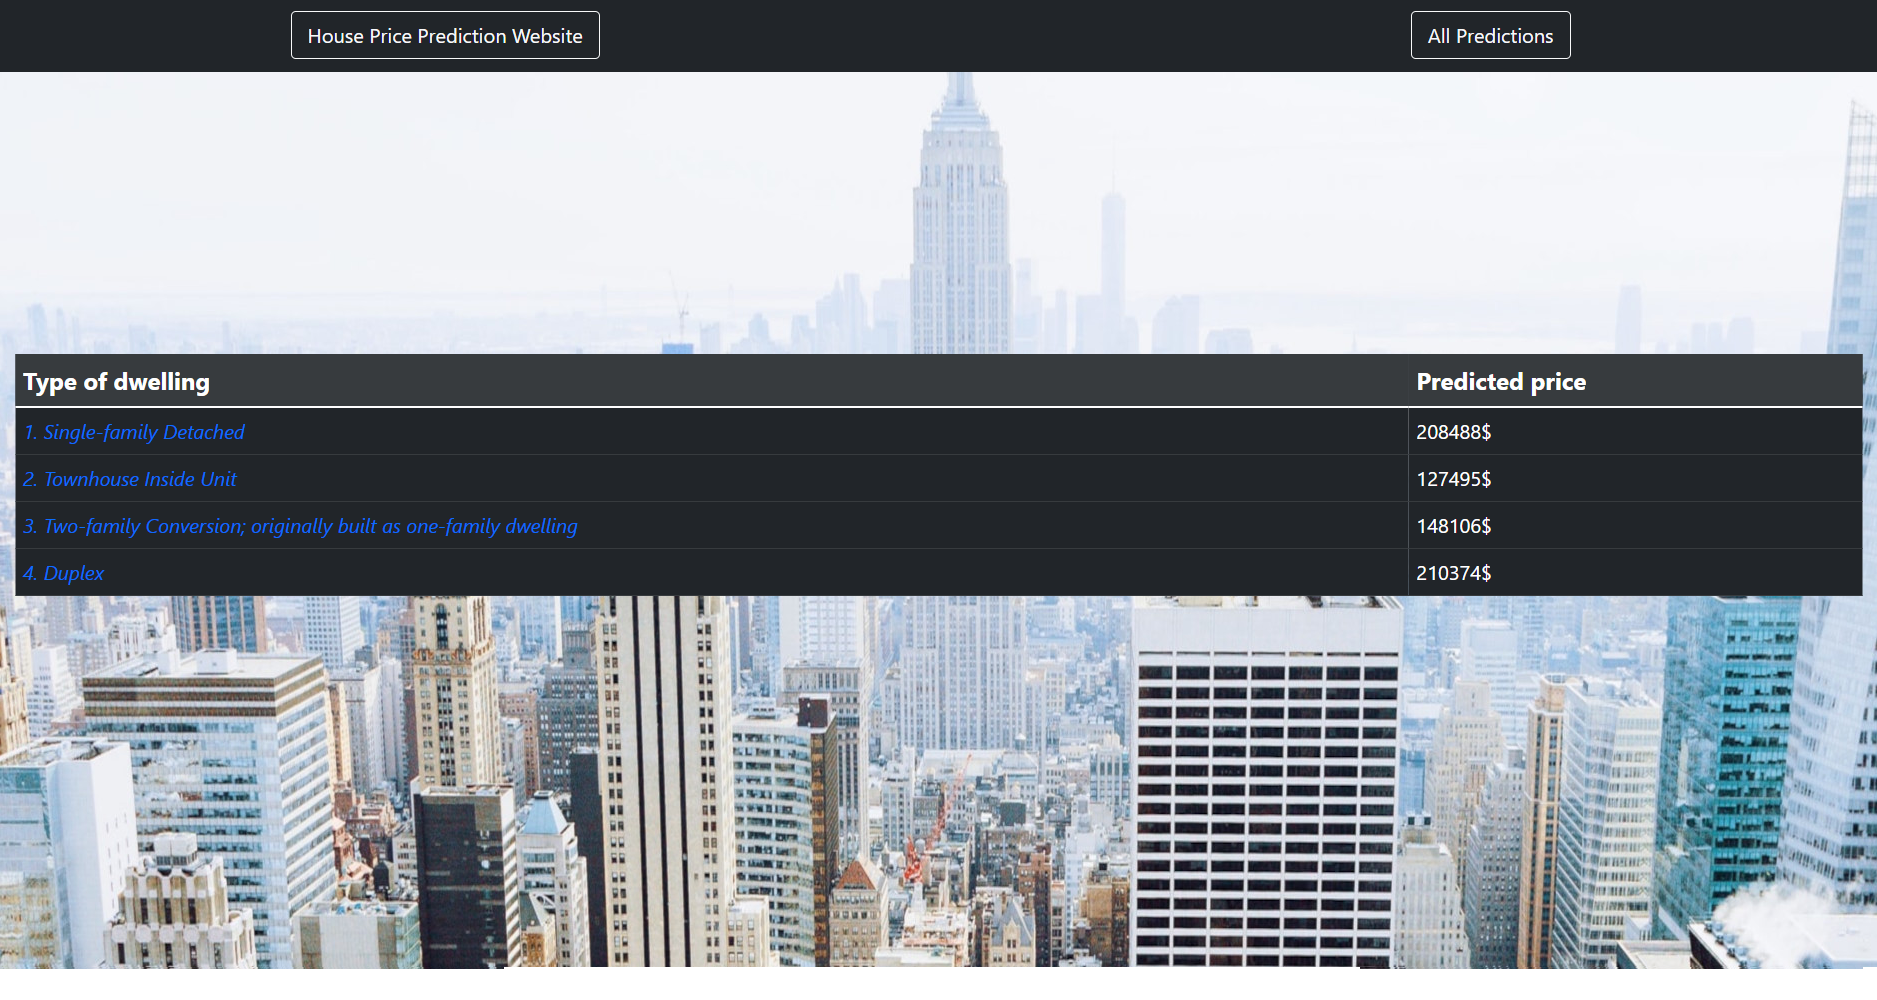 House Price Prediction Website
All Predictions
Type of dwelling Predicted price
1. Single-family Detached 208488$
2. Townhouse Inside Unit 127495$
3. Two-family Conversion; originally built as one-family dwelling 148106$
4. Duplex 210374$